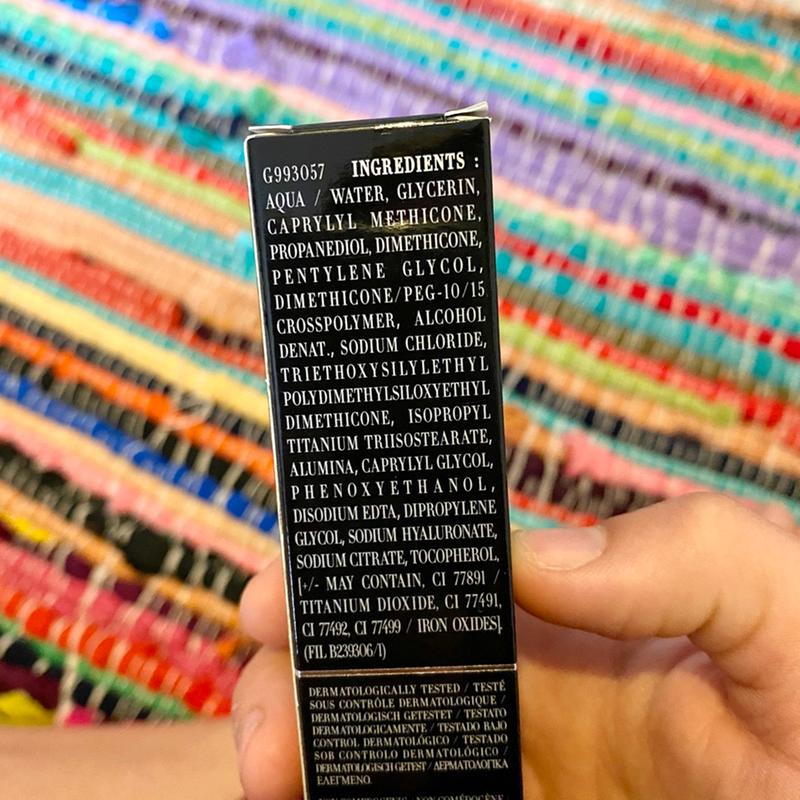 G993057 INGREDIENTS :
AQUA / WATER, GLYCERIN,
CAPRYLYL METHICONE,
PROPANEDIOL, DIMETHICONE,
PENTYLENE GLYCOL,
DIMETHICONE/PEG-10/15
CROSSPOLYMER, ALCOHOL
DENAT., SODIUM CHLORIDE,
TRIETHOXYSILYLETHYL
POLYDIMETHYLSILOXYETHYL
DIMETHICONE, ISOPROPYL
TITANIUM TRIISOSTEARATE,
ALUMINA, CAPRYLYL GLYCOL,
PHENOXYETHANOL,
DISODIUM EDTA, DIPROPYLENE
GLYCOL, SODIUM HYALURONATE,
SODIUM CITRATE, TOCOPHEROL,
[+/- MAY CONTAIN, CI 77891 /
TITANIUM DIOXIDE, CI 77491,
CI 77492, CI 77499 / IRON OXIDES].
(FIL B239306/1)
DERMATOLOGICALLY TESTED / TESTÉ
SOUS CONTRÔLE DERMATOLOGIQUE /
DERMATOLOGISCH GETESTET / TESTATO
DERMATOLOGICAMENTE / TESTADO BAJO
CONTROL DERMATOLÓGICO / TESTADO
SOB CONTROLO DERMATOLÓGICO /
DERMATOLOGISCH GETEST / ΔΕΡΜΑΤΟΛΟΓΙΚΑ
ΕΛΕΓΜΕΝΟ.